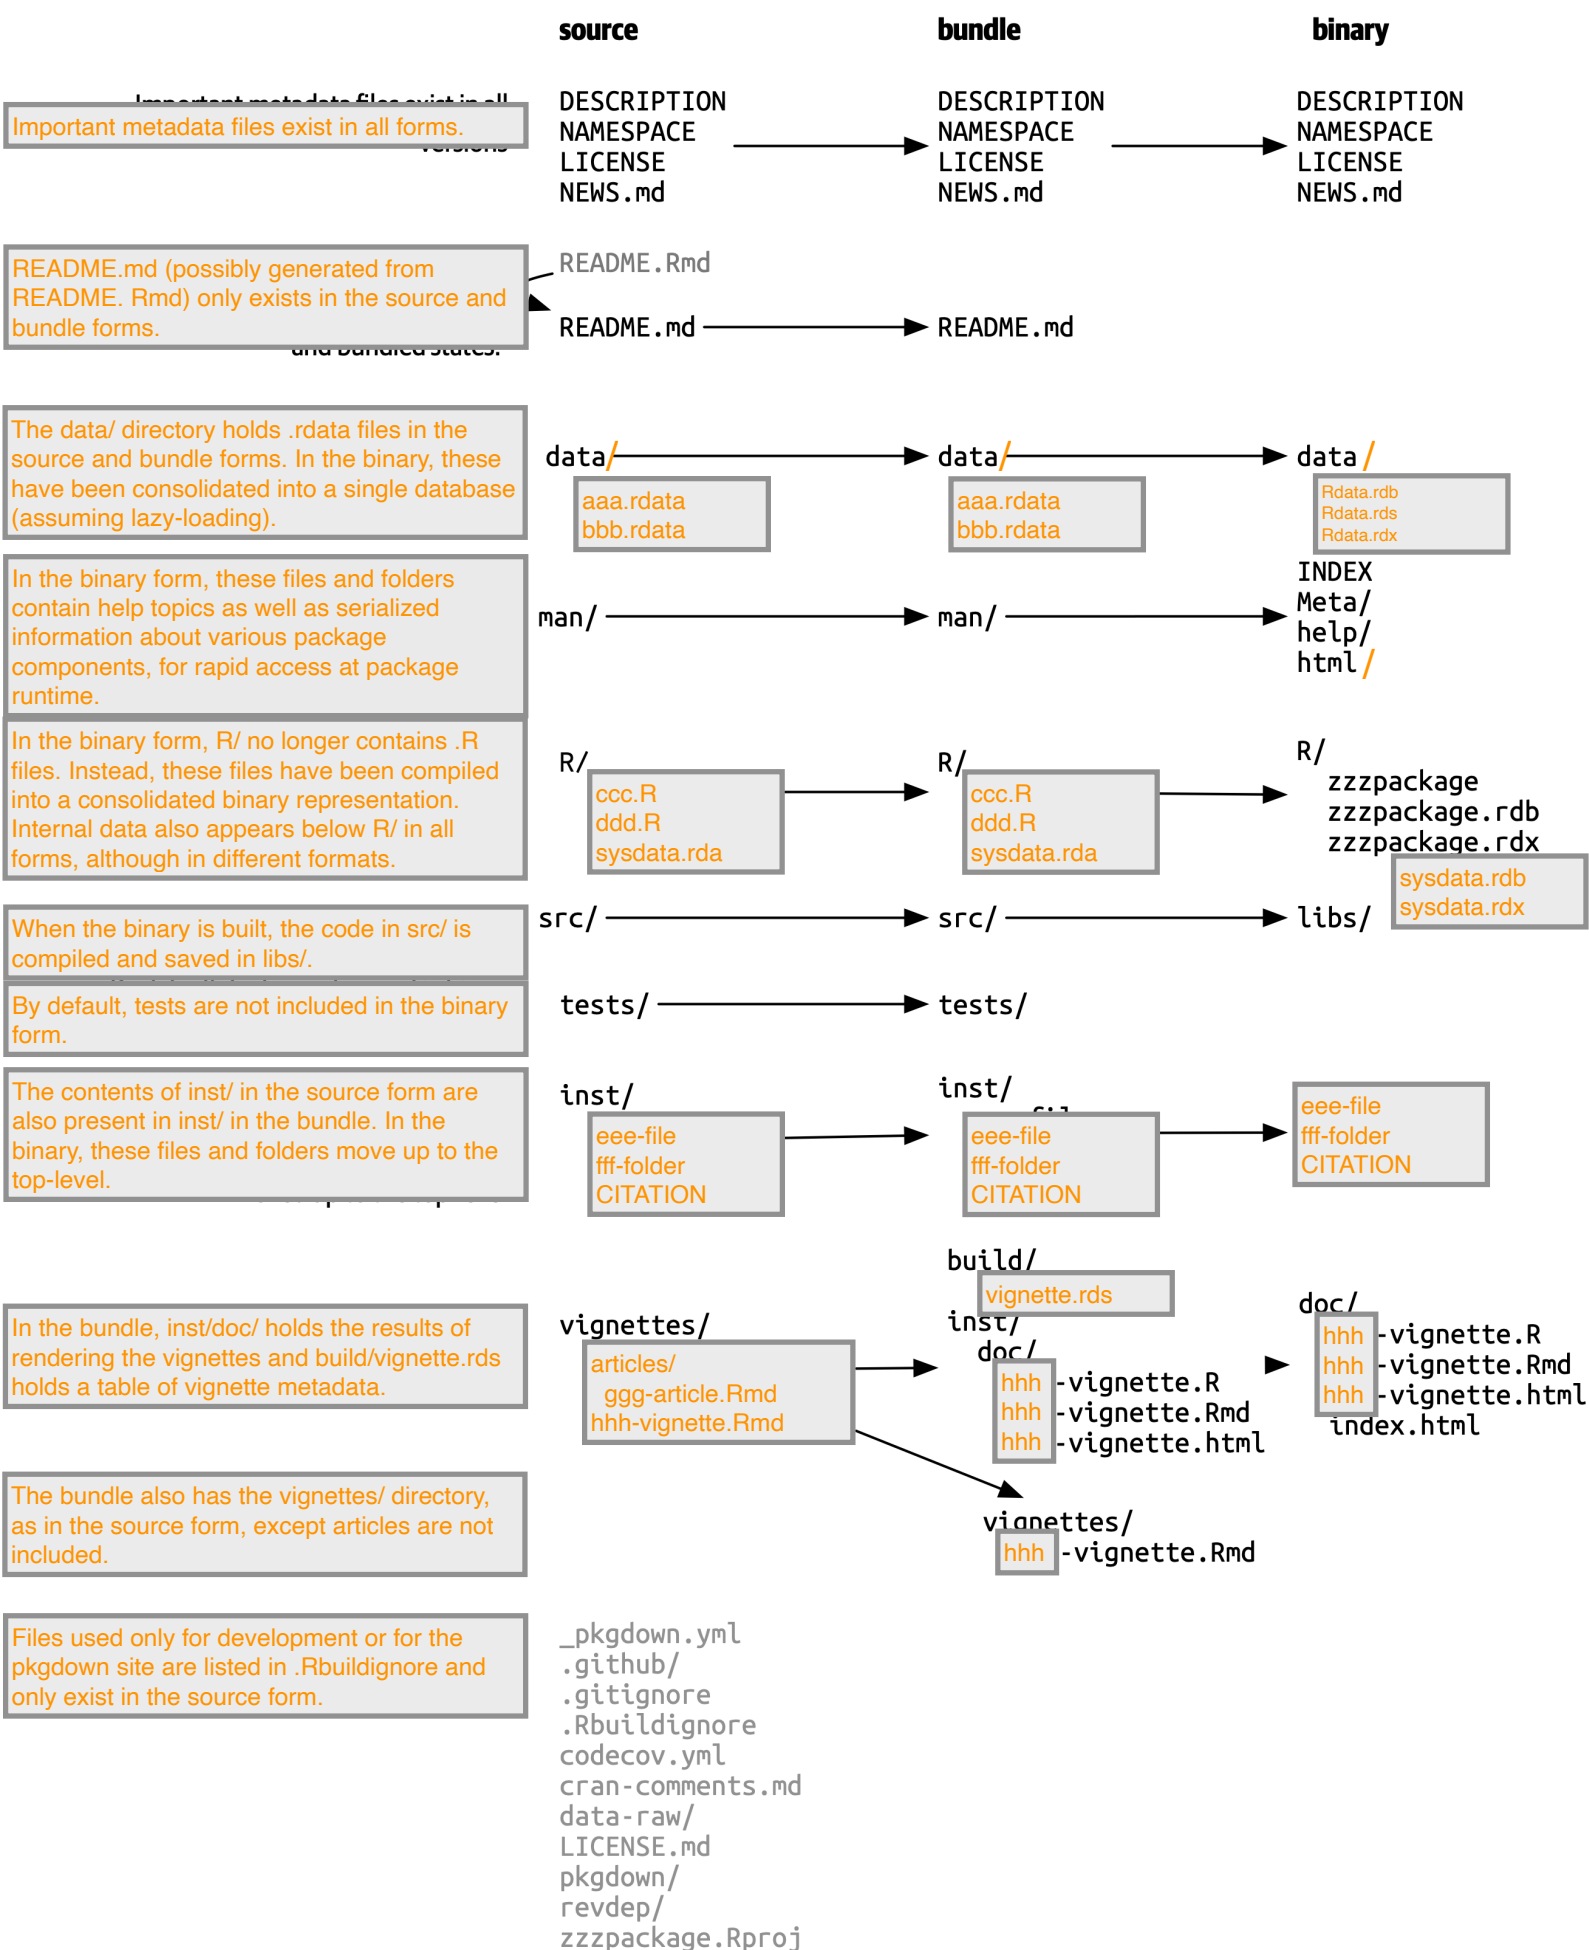 source bundle binary
Important metadata files exist in all
Important metadata files exist in all forms.
versions
DESCRIPTION DESCRIPTION DESCRIPTION
NAMESPACE NAMESPACE NAMESPACE
LICENSE LICENSE LICENSE
NEWS.md NEWS.md NEWS.md
README.md (possibly generated from
README. Rmd) only exists in the source and
bundle forms.
and bundled states.
README.Rmd
README.md README.md
The data/ directory holds .rdata files in the
source and bundle forms. In the binary, these
have been consolidated into a single database
(assuming lazy-loading).
data/ data/ data/
aaa.rdata aaa.rdata Rdata.rdb
bbb.rdata bbb.rdata Rdata.rds
Rdata.rdx
In the binary form, these files and folders
contain help topics as well as serialized
information about various package
components, for rapid access at package
runtime.
man/ man/ INDEX
Meta/
help/
html/
In the binary form, R/ no longer contains .R
files. Instead, these files have been compiled
into a consolidated binary representation.
Internal data also appears below R/ in all
forms, although in different formats.
R/ R/ R/
ccc.R ccc.R zzzpackage
ddd.R ddd.R zzzpackage.rdb
sysdata.rda sysdata.rda zzzpackage.rdx
sysdata.rdb
sysdata.rdx
When the binary is built, the code in src/ is
compiled and saved in libs/.
src/ src/ libs/
By default, tests are not included in the binary
form.
tests/ tests/
The contents of inst/ in the source form are
also present in inst/ in the bundle. In the
binary, these files and folders move up to the
top-level.
inst/ inst/
eee-file eee-file eee-file
fff-folder fff-folder fff-folder
CITATION CITATION CITATION
In the bundle, inst/doc/ holds the results of
rendering the vignettes and build/vignette.rds
holds a table of vignette metadata.
vignettes/
articles/
ggg-article.Rmd
hhh-vignette.Rmd
build/
vignette.rds
inst/
doc/
hhh -vignette.R
hhh -vignette.Rmd
hhh -vignette.html
doc/
hhh -vignette.R
hhh -vignette.Rmd
hhh -vignette.html
index.html
The bundle also has the vignettes/ directory,
as in the source form, except articles are not
included.
vignettes/
hhh -vignette.Rmd
Files used only for development or for the
pkgdown site are listed in .Rbuildignore and
only exist in the source form.
_pkgdown.yml
.github/
.gitignore
.Rbuildignore
codecov.yml
cran-comments.md
data-raw/
LICENSE.md
pkgdown/
revdep/
zzzpackage.Rproj